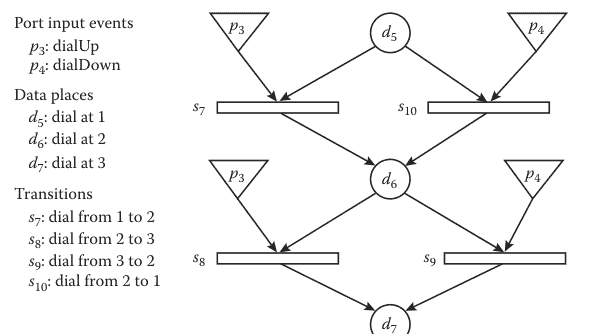 Port input events
p3: dialUp
p4: dialDown
Data places
d5: dial at 1
d6: dial at 2
d7: dial at 3
Transitions
s7: dial from 1 to 2
s8: dial from 2 to 3
s9: dial from 3 to 2
s10: dial from 2 to 1
p3
d5
p4
s7
s10
p3
d6
p4
s8
s9
d7